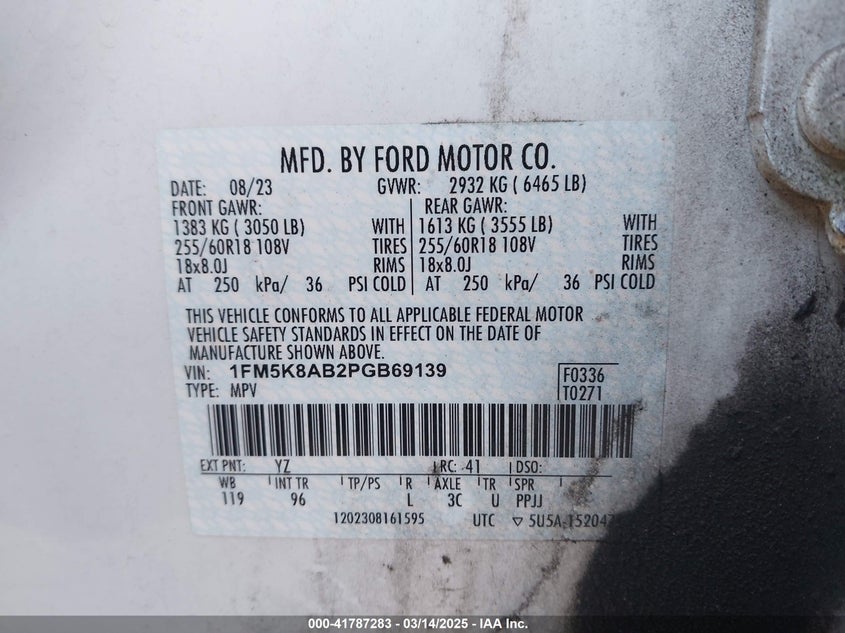 MFD. BY FORD MOTOR CO.
DATE: 08/23 GVWR: 2932 KG ( 6465 LB)
FRONT GAWR: REAR GAWR:
1383 KG ( 3050 LB) WITH 1613 KG ( 3555 LB) WITH
255/60R18 108V TIRES 255/60R18 108V TIRES
18x8.0J RIMS 18x8.0J RIMS
AT 250 kPa/ 36 PSI COLD AT 250 kPa/ 36 PSI COLD
THIS VEHICLE CONFORMS TO ALL APPLICABLE FEDERAL MOTOR
VEHICLE SAFETY STANDARDS IN EFFECT ON THE DATE OF
MANUFACTURE SHOWN ABOVE.
VIN: 1FM5K8AB2PGB69139 F0336
TYPE: MPV T0271
EXT PNT: YZ RC: 41 DSO:
WB INT TR TP/PS R AXLE TR SPR
119 96 L 3C U PPJJ
1202308161595 UTC ▽ 5U5A-
000-41787283 - 03/14/2025 - IAA Inc.